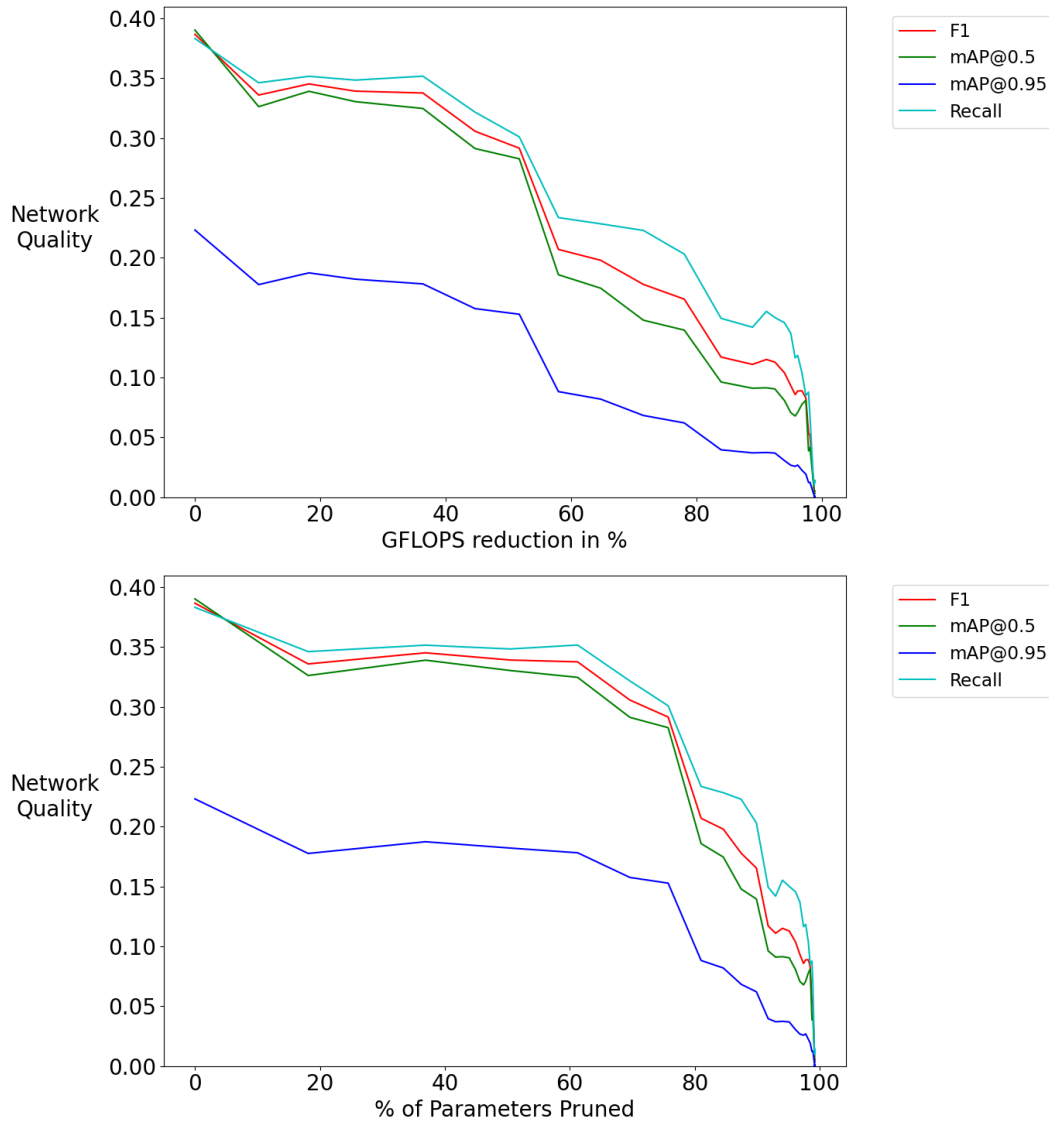 0.40
0.35
0.30
0.25
0.20
0.15
0.10
0.05
0.00
Network
Quality
0 20 40 60 80 100
GFLOPS reduction in %
F1
mAP@0.5
mAP@0.95
Recall
0.40
0.35
0.30
0.25
0.20
0.15
0.10
0.05
0.00
Network
Quality
0 20 40 60 80 100
% of Parameters Pruned
F1
mAP@0.5
mAP@0.95
Recall